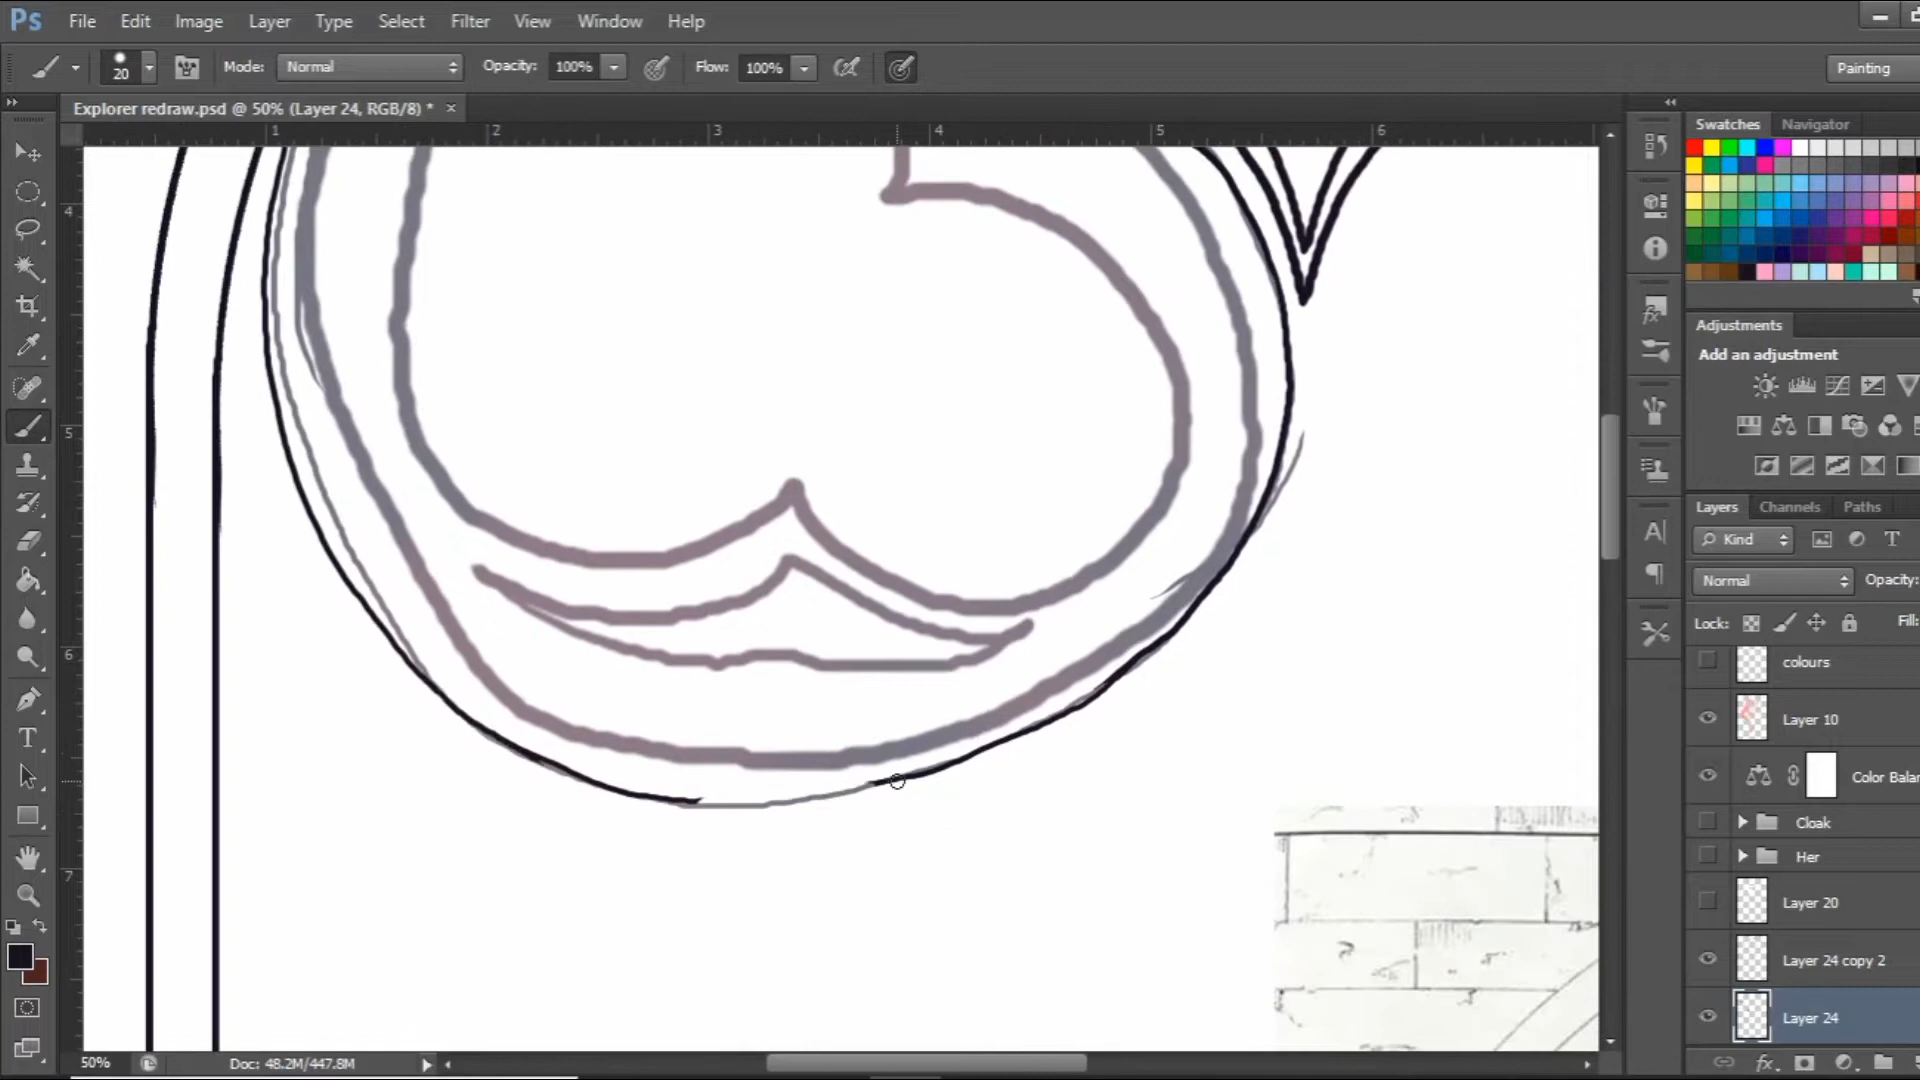 Ps File Edit Image Layer Type Select Filter View Window Help
20 Mode: Normal Opacity: 100% Flow: 100% Painting
Explorer redraw.psd @ 50% (Layer 24, RGB/8) * ×
1 2 3 4 5 6
4
5
6
7
Swatches Navigator
Adjustments
Add an adjustment
Layers Channels Paths
Kind T
Normal Opacity:
Lock: Fill:
colours
Layer 10
Color Balan
Cloak
Her
Layer 20
Layer 24 copy 2
Layer 24
fx
50% Doc: 48.2M/447.8M